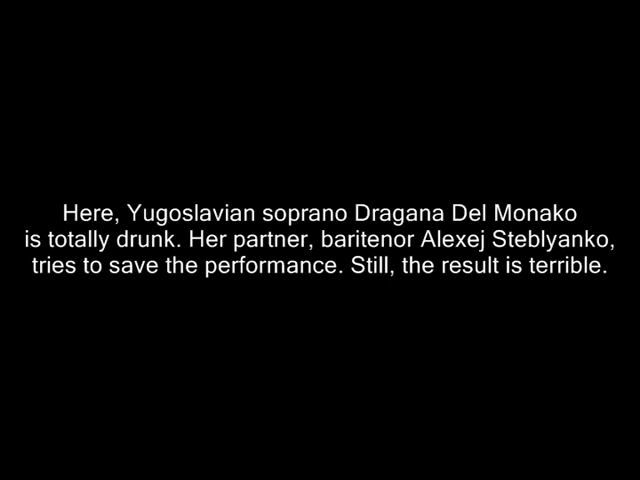 Here, Yugoslavian soprano Dragana Del Monako
is totally drunk. Her partner, baritenor Alexej Steblyanko,
tries to save the performance. Still, the result is terrible.